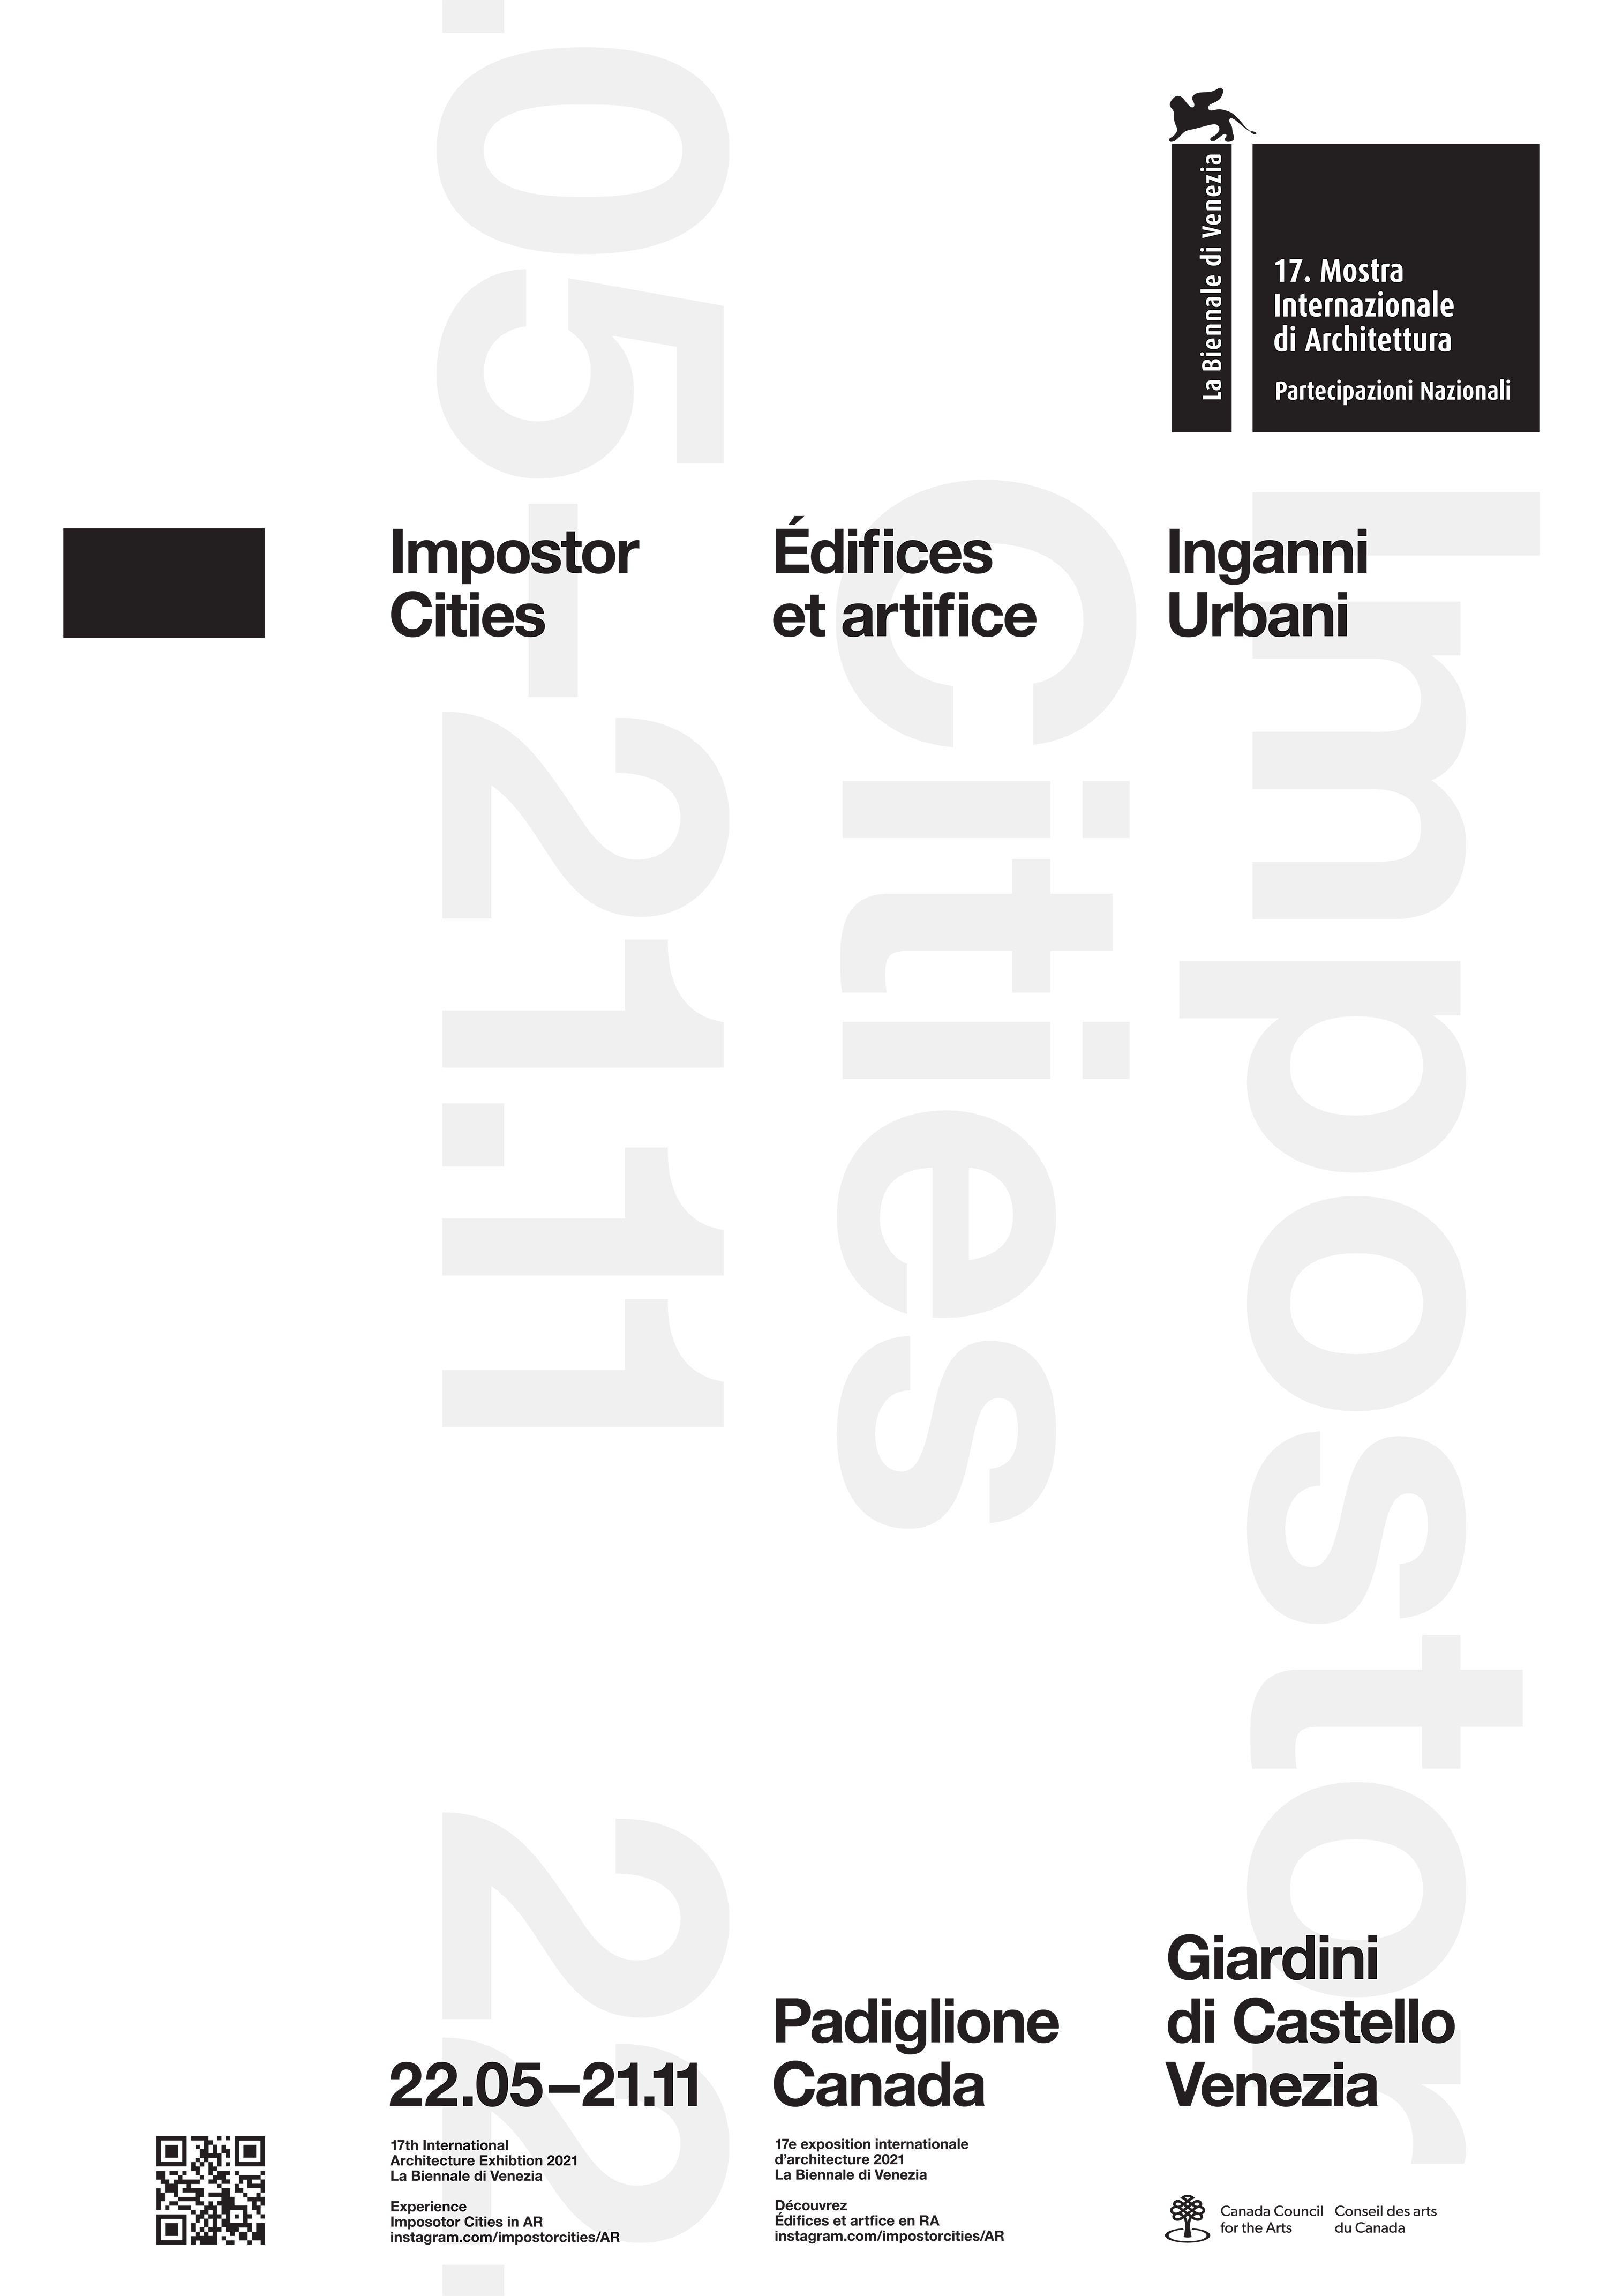 La Biennale di Venezia
17. Mostra
Internazionale
di Architettura
Partecipazioni Nazionali
Impostor
Cities
Édifices
et artifice
Inganni
Urbani
Impostor
Cities
22.
.05–21.11
22.05–21.11
Padiglione
Canada
Giardini
di Castello
Venezia
17th International
Architecture Exhibtion 2021
La Biennale di Venezia
Experience
Imposotor Cities in AR
instagram.com/impostorcities/AR
17e exposition internationale
d’architecture 2021
La Biennale di Venezia
Découvrez
Édifices et artfice en RA
instagram.com/impostorcities/AR
Canada Council
for the Arts
Conseil des arts
du Canada